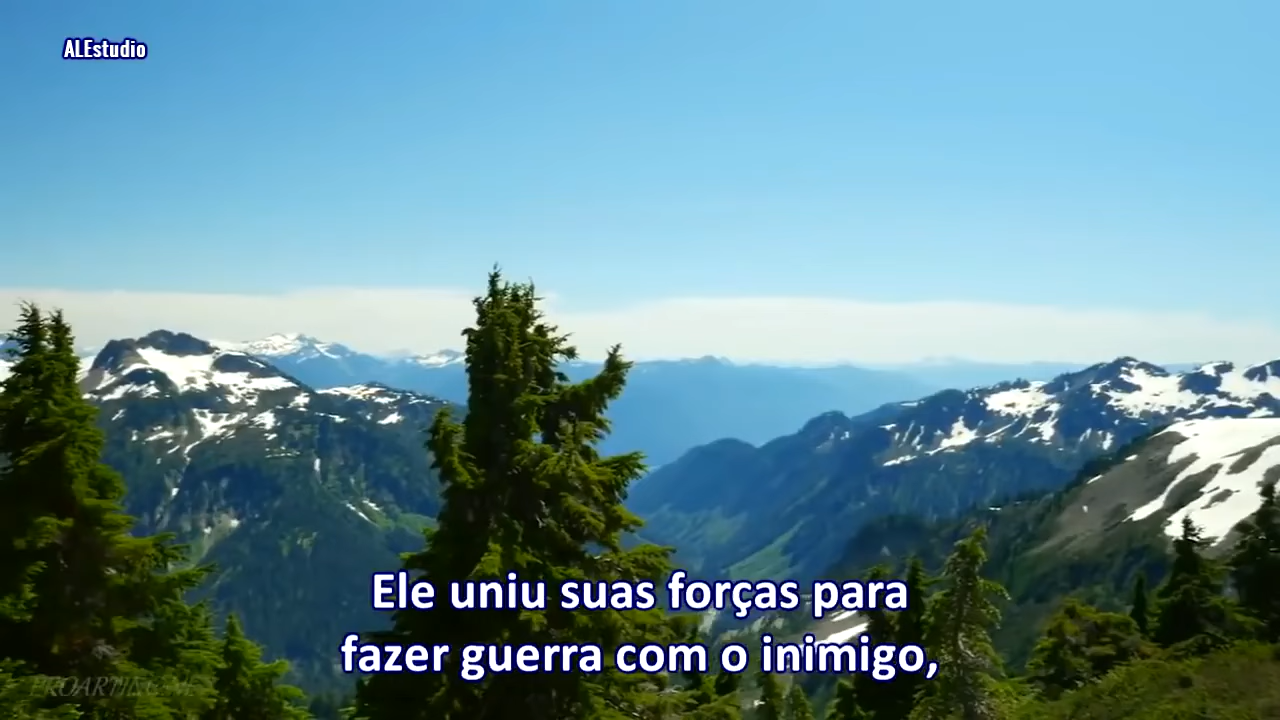 ALEstudio
Ele uniu suas forças para
fazer guerra com o inimigo,